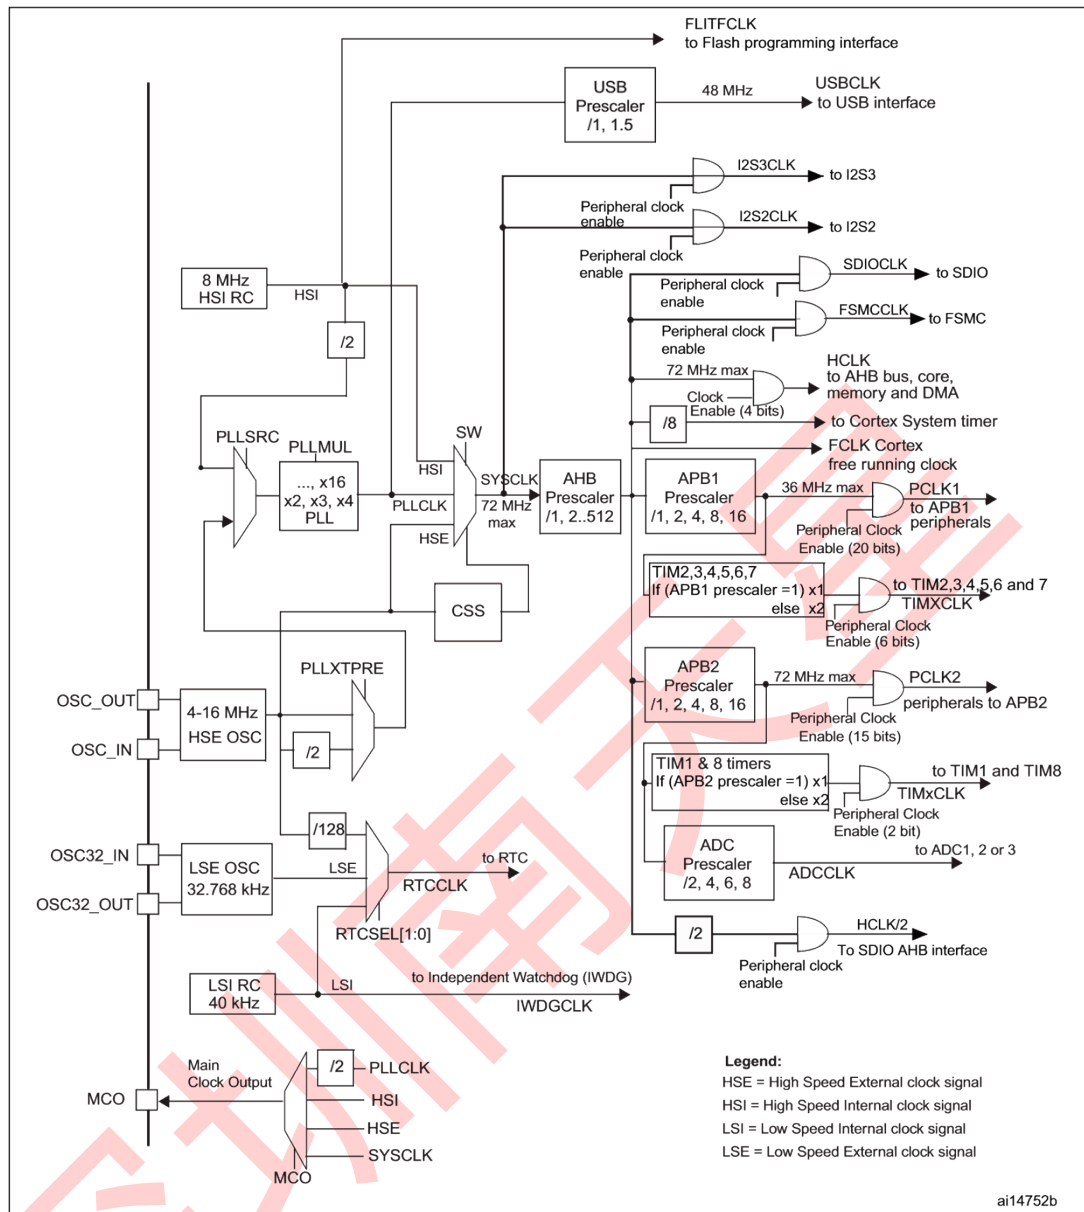 FLITFCLK
to Flash programming interface
USB
Prescaler
/1, 1.5
48 MHz
USBCLK
to USB interface
I2S3CLK
to I2S3
Peripheral clock
enable
I2S2CLK
to I2S2
Peripheral clock
enable
8 MHz
HSI RC
HSI
SDIOCLK
to SDIO
Peripheral clock
enable
FSMCCLK
to FSMC
Peripheral clock
enable
/2
72 MHz max
HCLK
to AHB bus, core,
memory and DMA
Clock
Enable (4 bits)
/8
to Cortex System timer
FCLK Cortex
free running clock
PLLSRC
PLLMUL
..., x16
x2, x3, x4
PLL
SW
HSI
PLLCLK
HSE
SYSCLK
72 MHz
max
AHB
Prescaler
/1, 2..512
APB1
Prescaler
/1, 2, 4, 8, 16
36 MHz max
PCLK1
to APB1
peripherals
Peripheral Clock
Enable (20 bits)
TIM2,3,4,5,6,7
If (APB1 prescaler =1) x1
else x2
to TIM2,3,4,5,6 and 7
TIMXCLK
Peripheral Clock
Enable (6 bits)
CSS
PLLXTPRE
OSC_OUT
OSC_IN
4-16 MHz
HSE OSC
/2
APB2
Prescaler
/1, 2, 4, 8, 16
72 MHz max
PCLK2
peripherals to APB2
Peripheral Clock
Enable (15 bits)
TIM1 & 8 timers
If (APB2 prescaler =1) x1
else x2
to TIM1 and TIM8
TIMxCLK
Peripheral Clock
Enable (2 bit)
/128
OSC32_IN
OSC32_OUT
LSE OSC
32.768 kHz
LSE
to RTC
RTCCLK
RTCSEL[1:0]
ADC
Prescaler
/2, 4, 6, 8
to ADC1, 2 or 3
ADCCLK
/2
HCLK/2
To SDIO AHB interface
Peripheral clock
enable
LSI RC
40 kHz
LSI
to Independent Watchdog (IWDG)
IWDGCLK
Main
Clock Output
MCO
/2
PLLCLK
HSI
HSE
SYSCLK
MCO
Legend:
HSE = High Speed External clock signal
HSI = High Speed Internal clock signal
LSI = Low Speed Internal clock signal
LSE = Low Speed External clock signal
ai14752b
深圳南天星